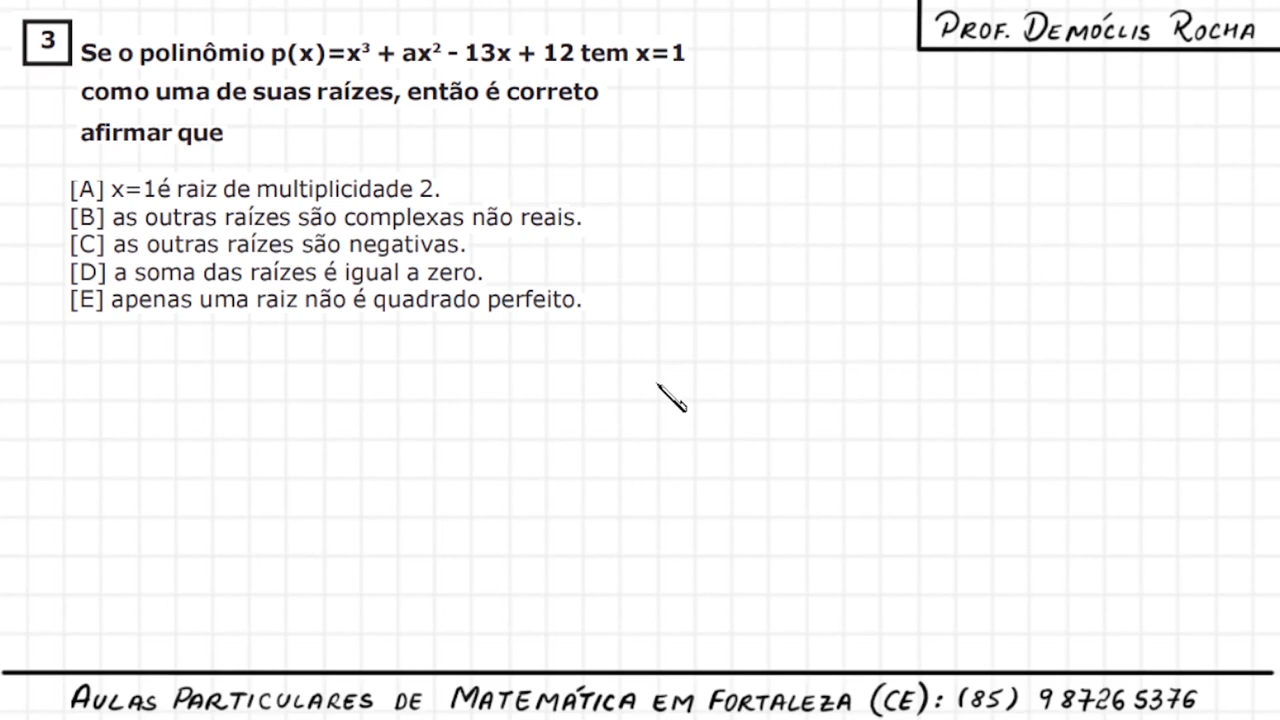 PROF. DEMÓCLIS ROCHA
3
Se o polinômio p(x)=x³ + ax² - 13x + 12 tem x=1
como uma de suas raízes, então é correto
afirmar que
[A] x=1é raiz de multiplicidade 2.
[B] as outras raízes são complexas não reais.
[C] as outras raízes são negativas.
[D] a soma das raízes é igual a zero.
[E] apenas uma raiz não é quadrado perfeito.
AULAS PARTICULARES DE MATEMÁTICA EM FORTALEZA (CE): (85) 9 8726 5376